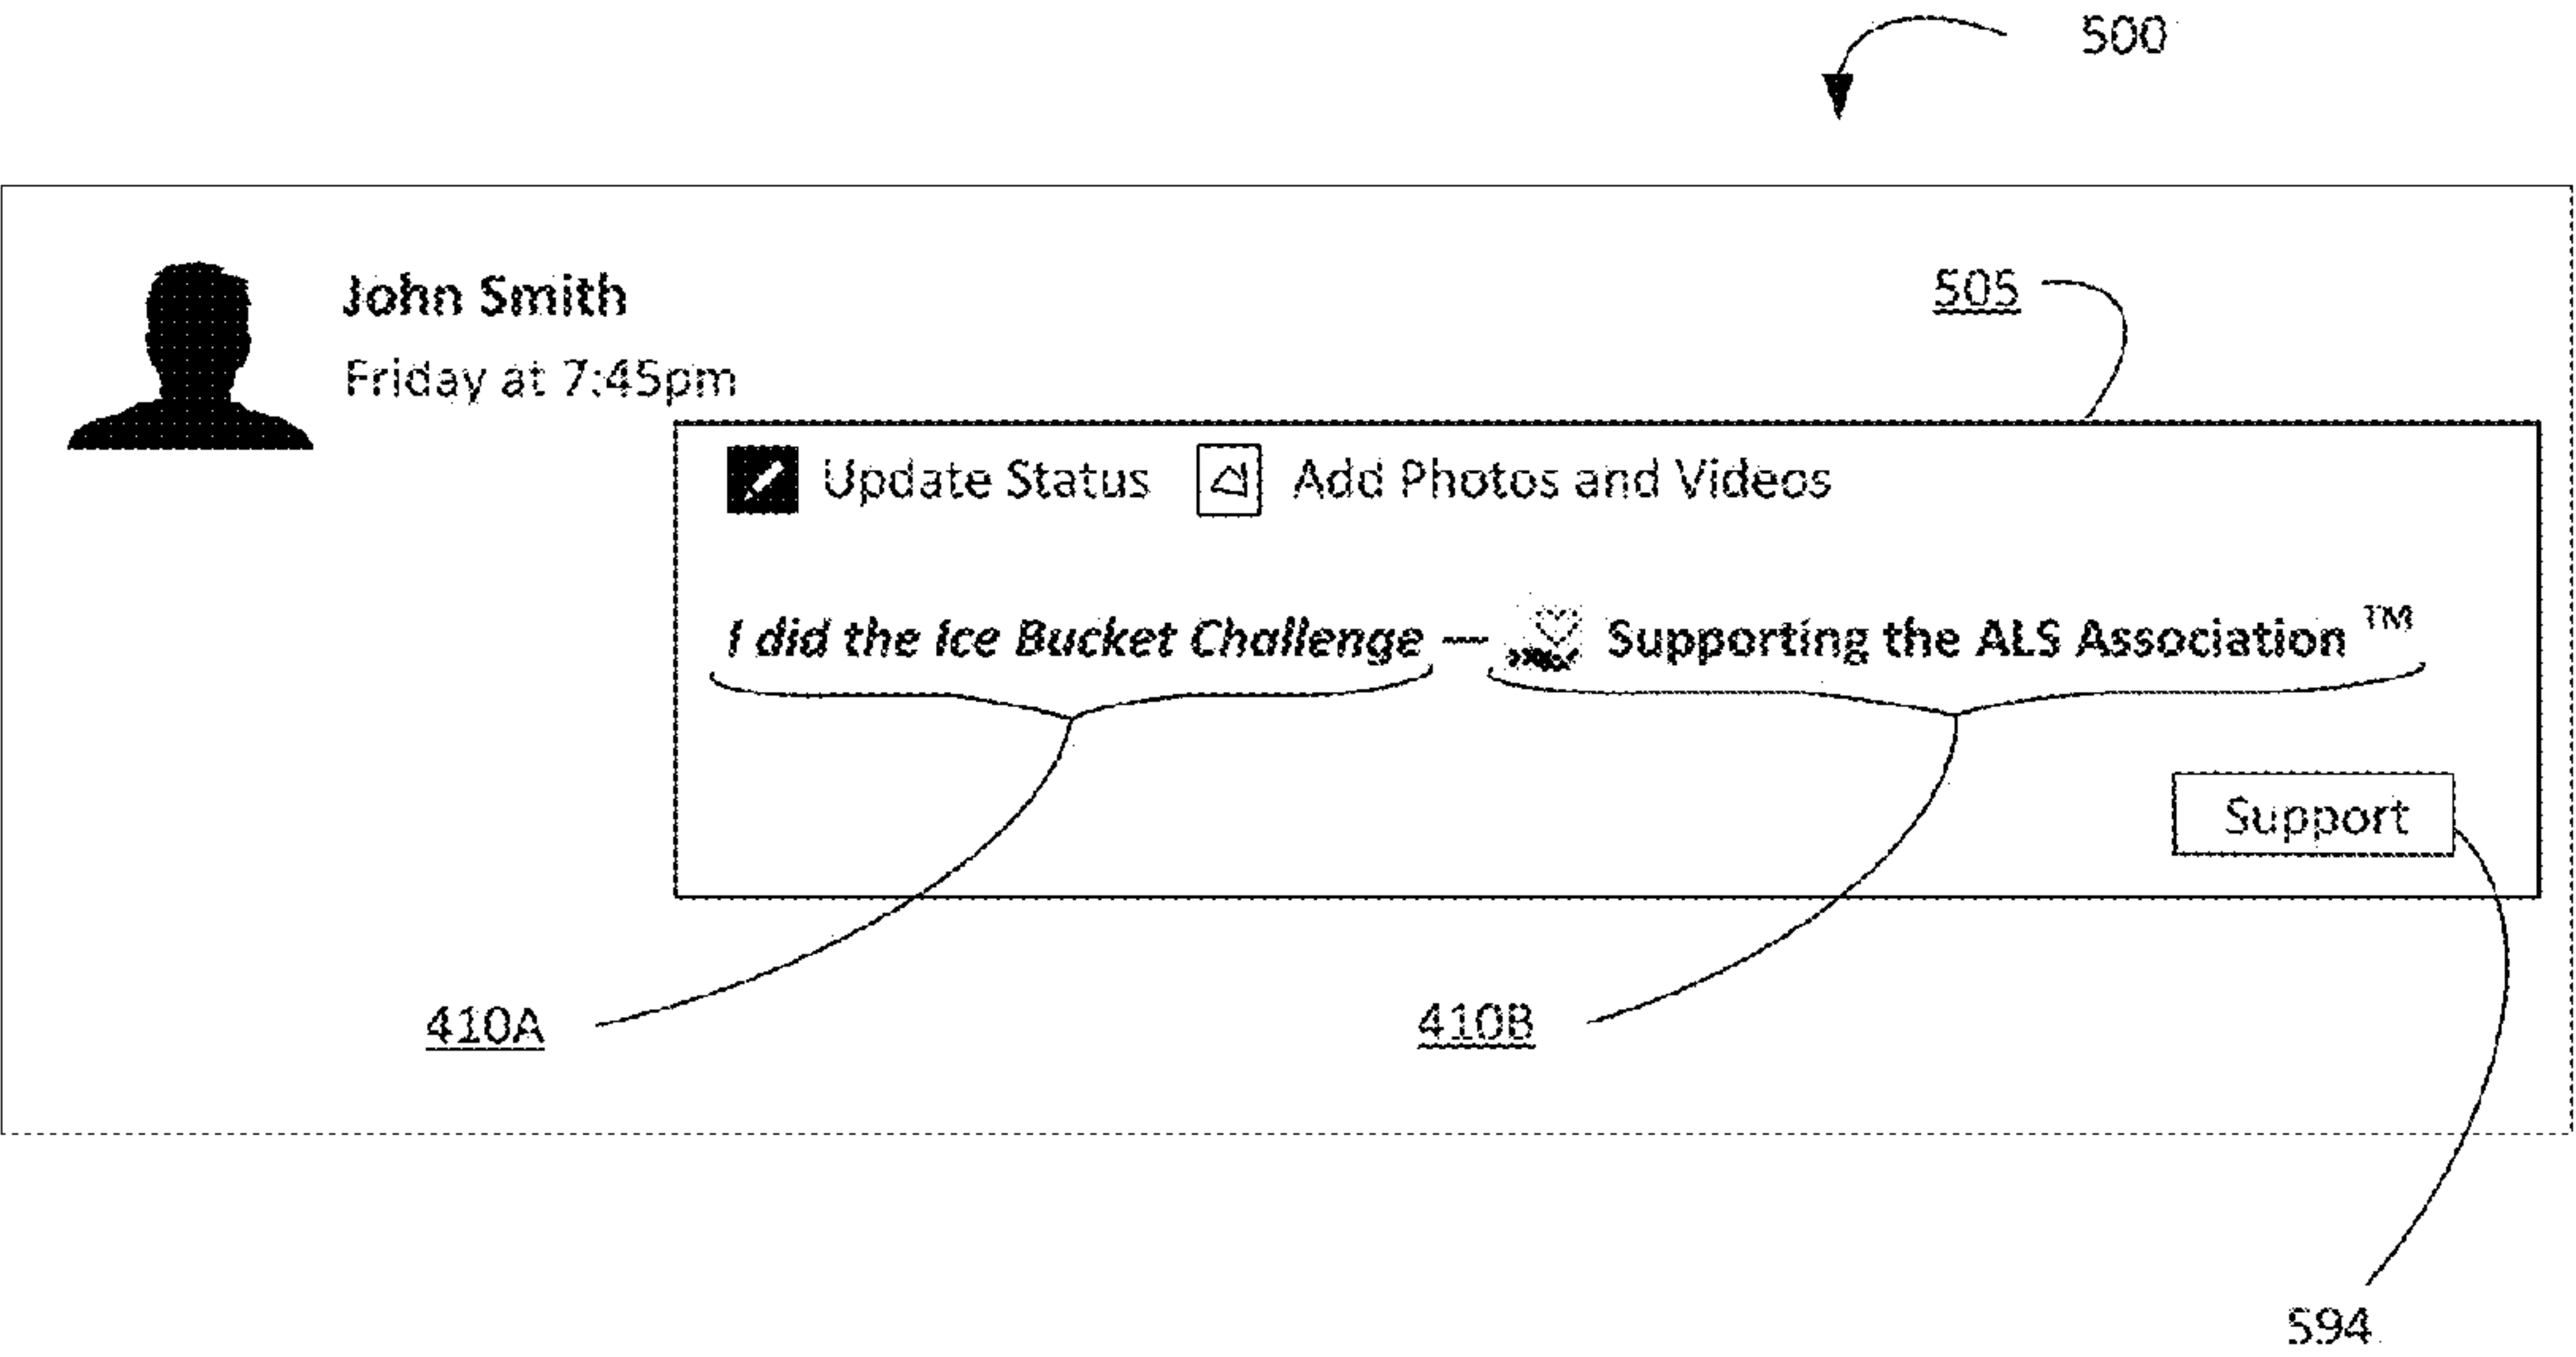 500
John Smith
505
Friday at 7:45pm
Update Status Add Photos and Videos
I did the Ice Bucket Challenge — Supporting the ALS Association TM
Support
410A 410B
594